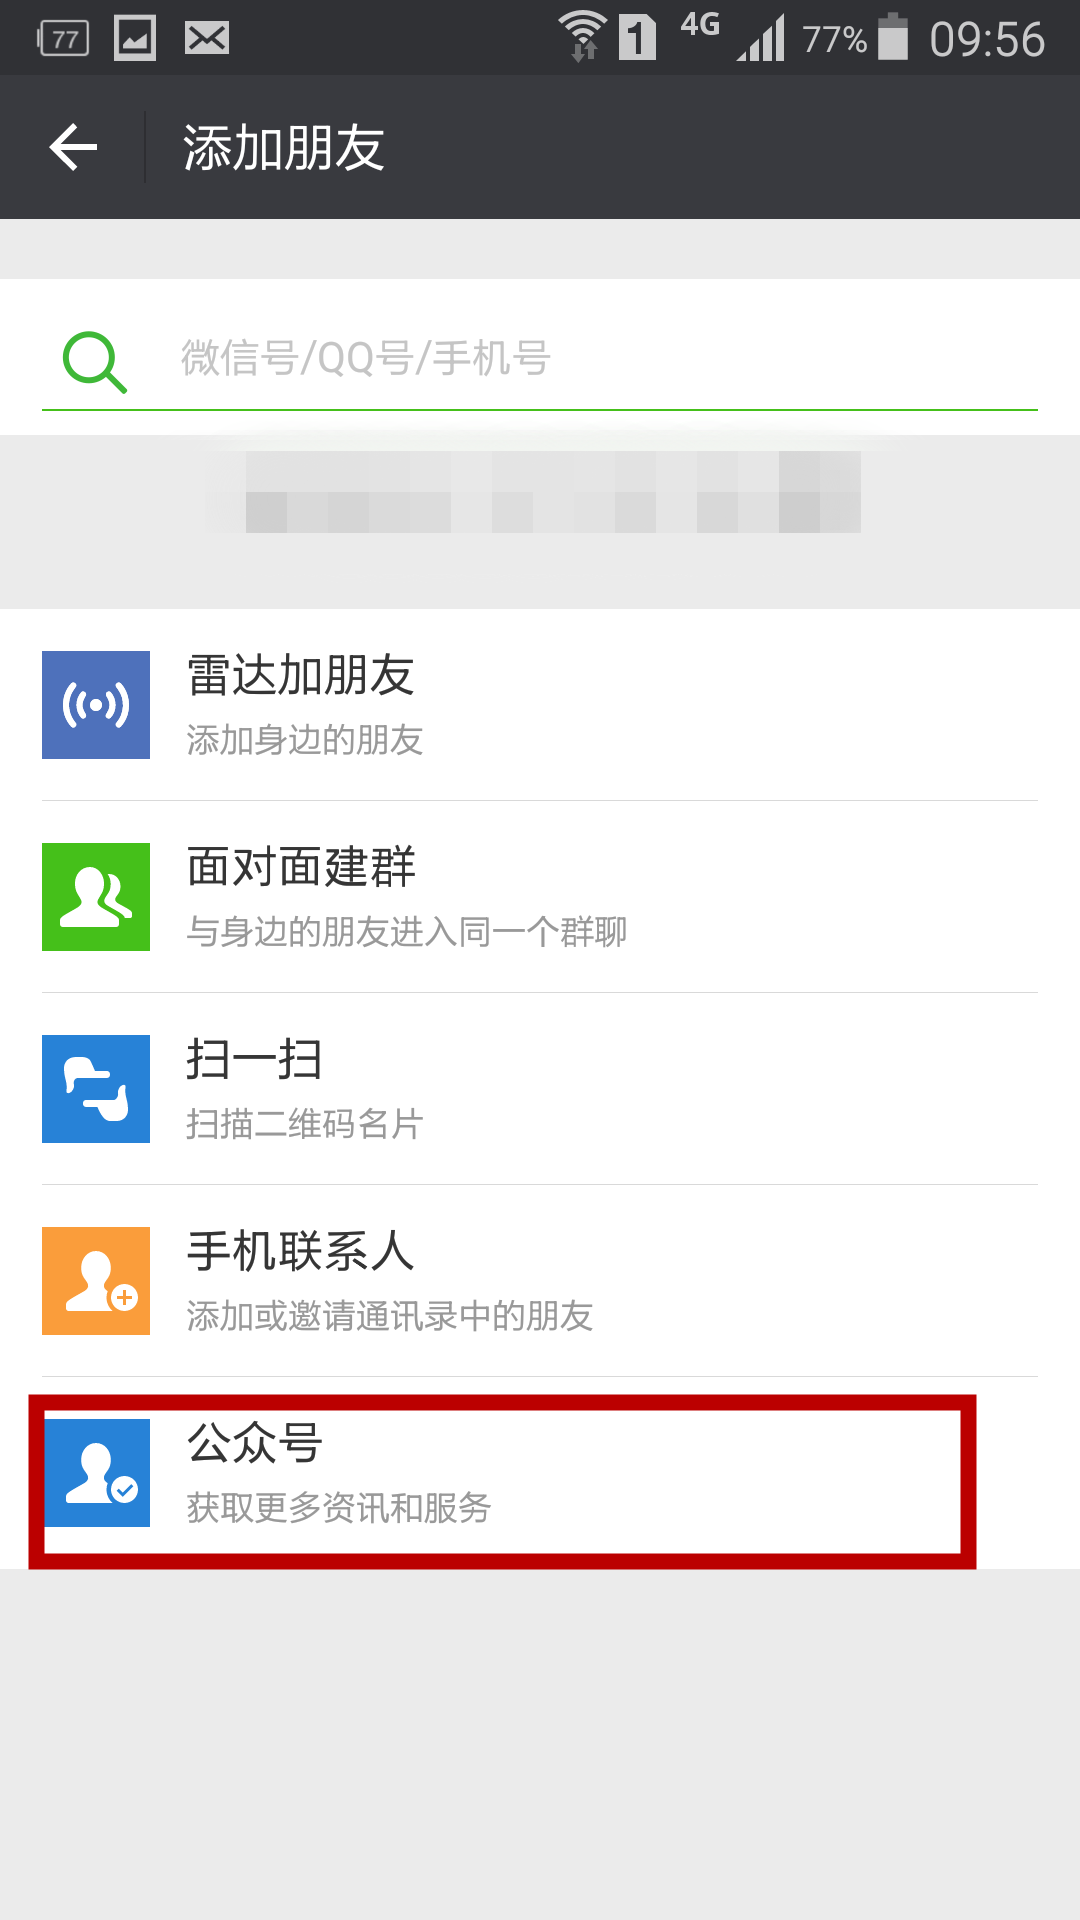 77 1 4G 77% 09:56
添加朋友
微信号/QQ号/手机号
雷达加朋友
添加身边的朋友
面对面建群
与身边的朋友进入同一个群聊
扫一扫
扫描二维码名片
手机联系人
添加或邀请通讯录中的朋友
公众号
获取更多资讯和服务